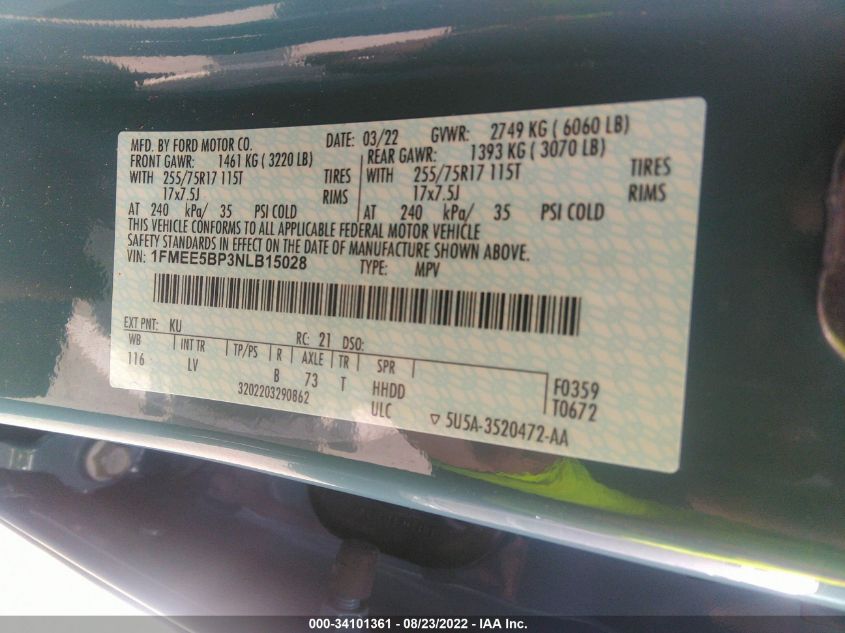 MFD. BY FORD MOTOR CO. DATE: 03/22 GVWR: 2749 KG ( 6060 LB)
FRONT GAWR: 1461 KG ( 3220 LB) REAR GAWR: 1393 KG ( 3070 LB)
WITH 255/75R17 115T TIRES WITH 255/75R17 115T TIRES
17x7.5J RIMS 17x7.5J RIMS
AT 240 kPa/ 35 PSI COLD AT 240 kPa/ 35 PSI COLD
THIS VEHICLE CONFORMS TO ALL APPLICABLE FEDERAL MOTOR VEHICLE
SAFETY STANDARDS IN EFFECT ON THE DATE OF MANUFACTURE SHOWN ABOVE.
VIN: 1FMEE5BP3NLB15028 TYPE: MPV
EXT PNT: KU RC: 21 DSO:
WB INT TR TP/PS R AXLE TR SPR
116 LV B 73 T HHDD F0359
3202203290862 ULC T0672
▽ 5U5A-3520472-AA
000-34101361 - 08/23/2022 - IAA Inc.